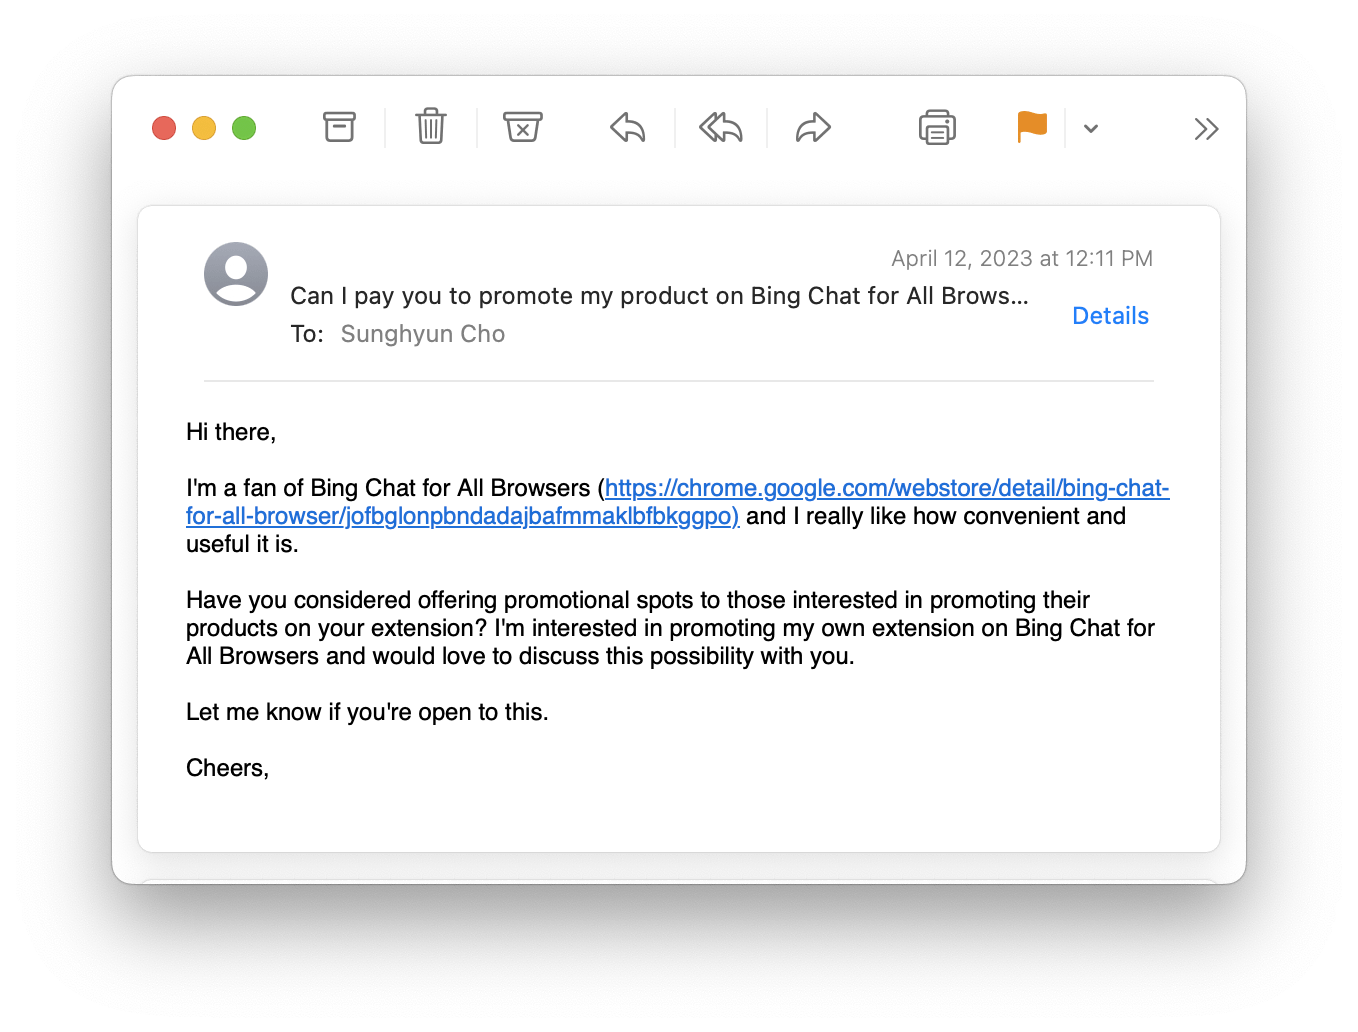 April 12, 2023 at 12:11 PM
Can I pay you to promote my product on Bing Chat for All Brows...
Details
To: Sunghyun Cho
Hi there,
I'm a fan of Bing Chat for All Browsers (https://chrome.google.com/webstore/detail/bing-chat-
for-all-browser/jofbglonpbndadajbafmmaklbfbkggpo) and I really like how convenient and
useful it is.
Have you considered offering promotional spots to those interested in promoting their
products on your extension? I'm interested in promoting my own extension on Bing Chat for
All Browsers and would love to discuss this possibility with you.
Let me know if you're open to this.
Cheers,